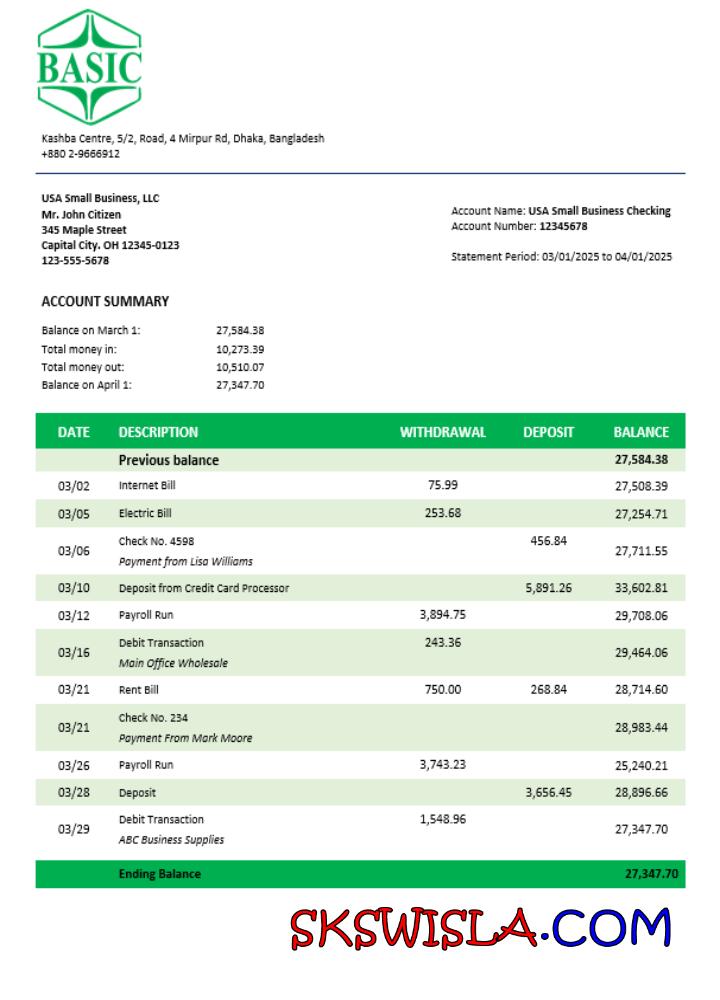 BASIC
Kashba Centre, 5/2, Road, 4 Mirpur Rd, Dhaka, Bangladesh
+880 2-9666912
USA Small Business, LLC
Mr. John Citizen
345 Maple Street
Capital City. OH 12345-0123
123-555-5678
Account Name: USA Small Business Checking
Account Number: 12345678
Statement Period: 03/01/2025 to 04/01/2025
ACCOUNT SUMMARY
Balance on March 1: 27,584.38
Total money in: 10,273.39
Total money out: 10,510.07
Balance on April 1: 27,347.70
DATE DESCRIPTION WITHDRAWAL DEPOSIT BALANCE
Previous balance 27,584.38
03/02 Internet Bill 75.99 27,508.39
03/05 Electric Bill 253.68 27,254.71
03/06 Check No. 4598 456.84 27,711.55
Payment from Lisa Williams
03/10 Deposit from Credit Card Processor 5,891.26 33,602.81
03/12 Payroll Run 3,894.75 29,708.06
03/16 Debit Transaction 243.36 29,464.06
Main Office Wholesale
03/21 Rent Bill 750.00 268.84 28,714.60
03/21 Check No. 234 28,983.44
Payment From Mark Moore
03/26 Payroll Run 3,743.23 25,240.21
03/28 Deposit 3,656.45 28,896.66
03/29 Debit Transaction 1,548.96 27,347.70
ABC Business Supplies
Ending Balance 27,347.70
SKSWISLA.COM